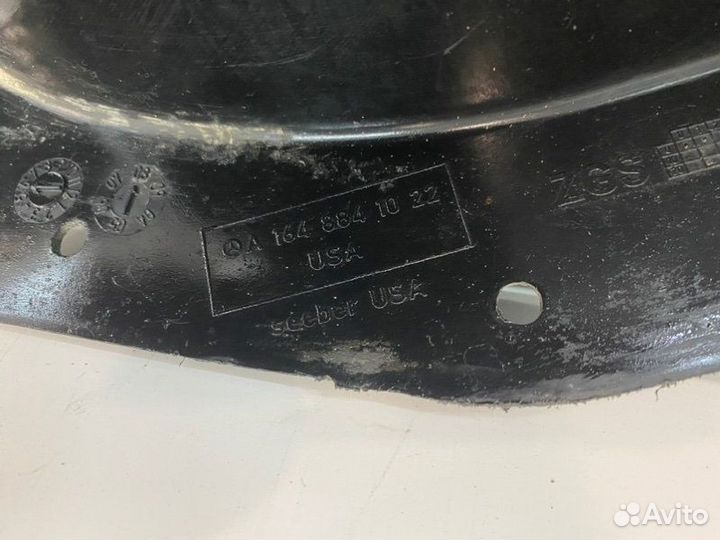 A 164 884 10 22
USA
seeber USA
ZGS
Avito